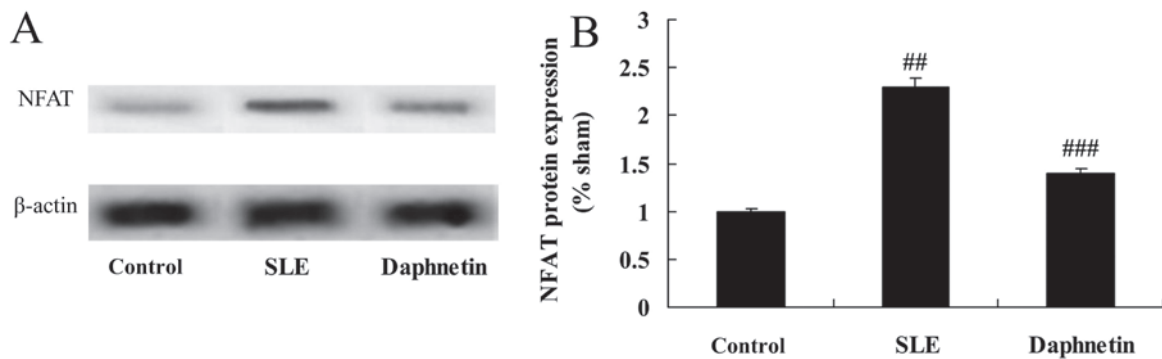 A
NFAT
β-actin
Control SLE Daphnetin
B
NFAT protein expression
(% sham)
3
2.5
2
1.5
1
0.5
0
##
###
Control SLE Daphnetin